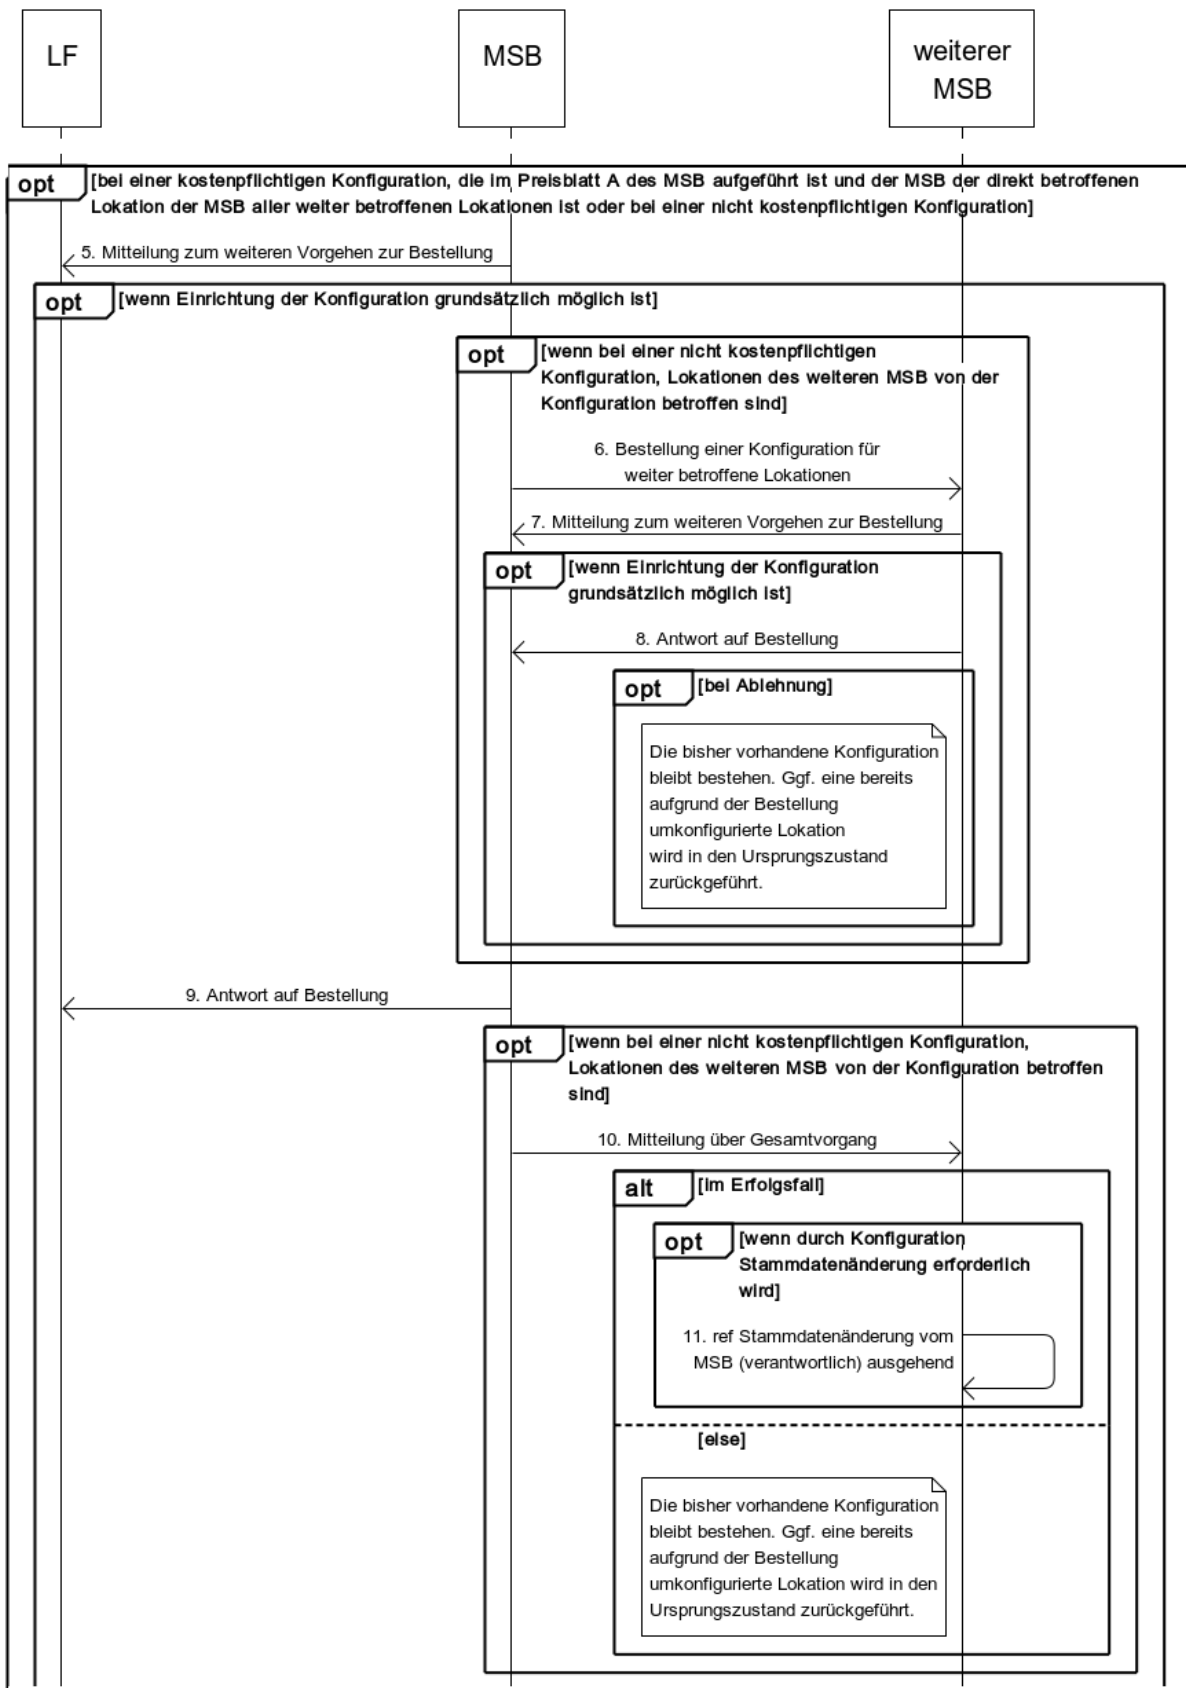 LF
MSB
weiterer
MSB
opt
[bei einer kostenpflichtigen Konfiguration, die im Preisblatt A des MSB aufgeführt ist und der MSB der direkt betroffenen
Lokation der MSB aller weiter betroffenen Lokationen ist oder bei einer nicht kostenpflichtigen Konfiguration]
5. Mitteilung zum weiteren Vorgehen zur Bestellung
opt
[wenn Einrichtung der Konfiguration grundsätzlich möglich ist]
opt
[wenn bei einer nicht kostenpflichtigen
Konfiguration, Lokationen des weiteren MSB von der
Konfiguration betroffen sind]
6. Bestellung einer Konfiguration für
weiter betroffene Lokationen
7. Mitteilung zum weiteren Vorgehen zur Bestellung
opt
[wenn Einrichtung der Konfiguration
grundsätzlich möglich ist]
8. Antwort auf Bestellung
opt
[bei Ablehnung]
Die bisher vorhandene Konfiguration
bleibt bestehen. Ggf. eine bereits
aufgrund der Bestellung
umkonfigurierte Lokation
wird in den Ursprungszustand
zurückgeführt.
9. Antwort auf Bestellung
opt
[wenn bei einer nicht kostenpflichtigen Konfiguration,
Lokationen des weiteren MSB von der Konfiguration betroffen
sind]
10. Mitteilung über Gesamtvorgang
alt
[im Erfolgsfall]
opt
[wenn durch Konfiguration
Stammdatenänderung erforderlich
wird]
11. ref Stammdatenänderung vom
MSB (verantwortlich) ausgehend
[else]
Die bisher vorhandene Konfiguration
bleibt bestehen. Ggf. eine bereits
aufgrund der Bestellung
umkonfigurierte Lokation wird in den
Ursprungszustand zurückgeführt.